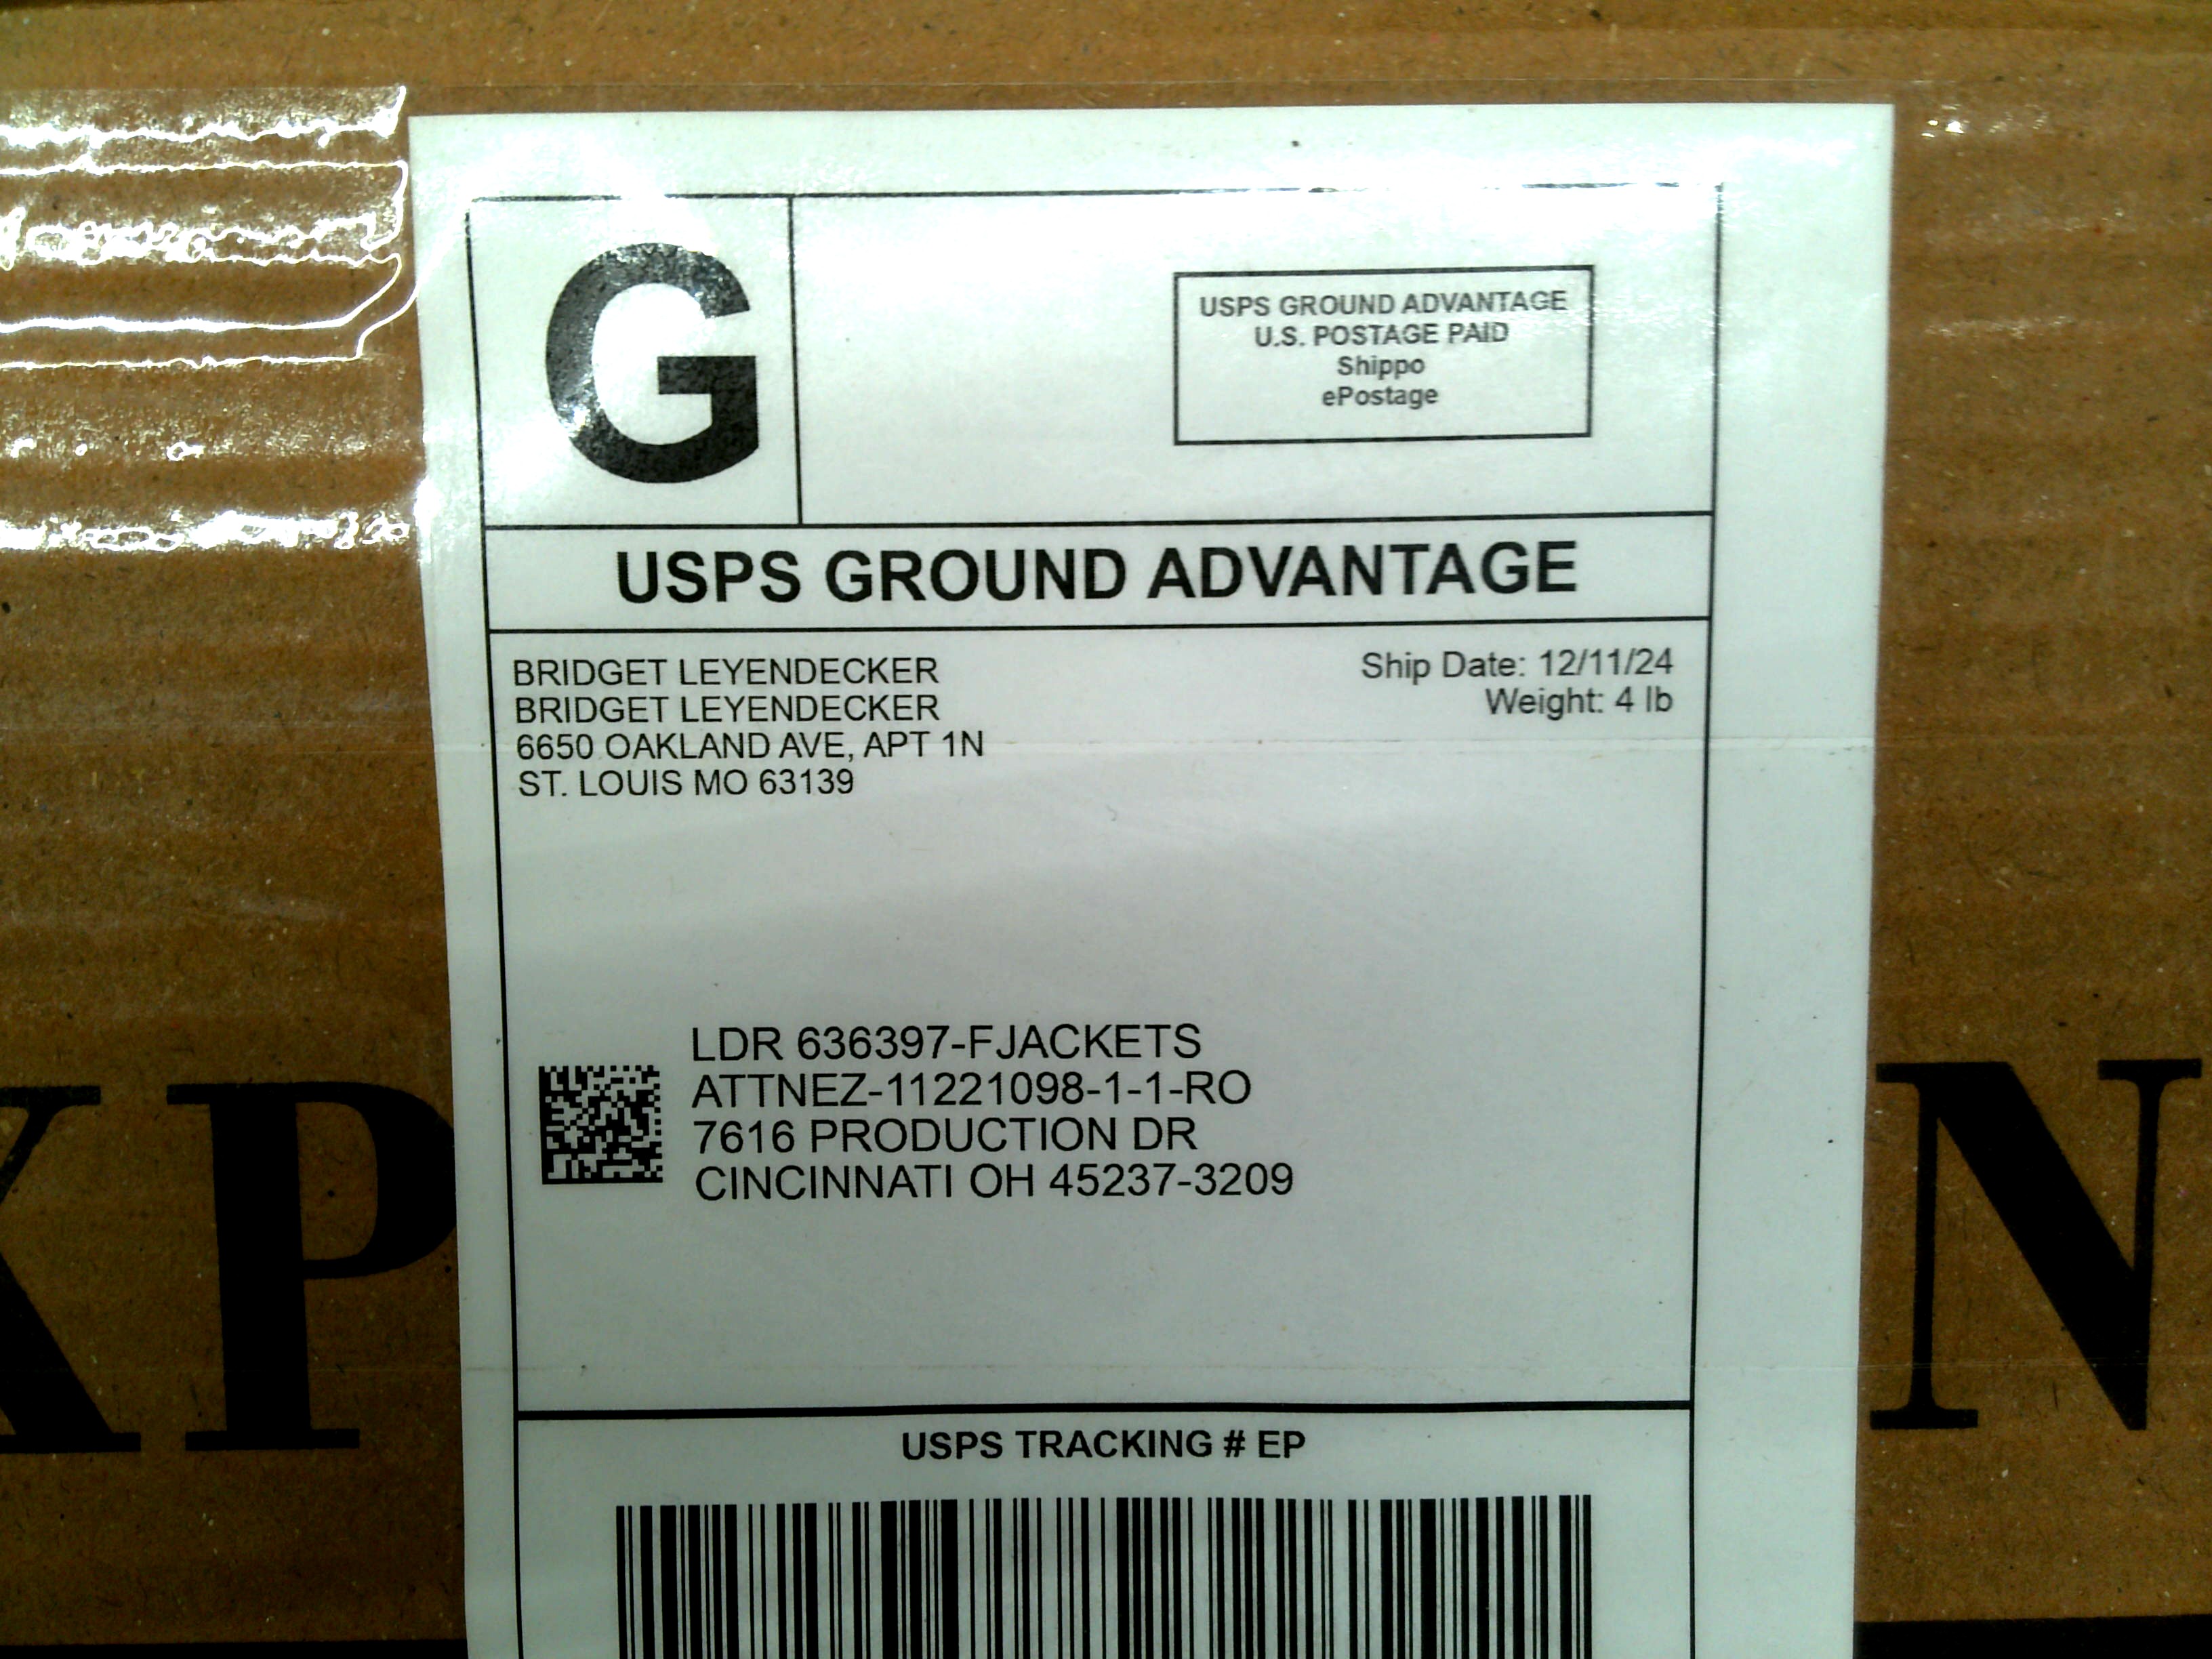 G
USPS GROUND ADVANTAGE
U.S. POSTAGE PAID
Shippo
ePostage
USPS GROUND ADVANTAGE
BRIDGET LEYENDECKER
BRIDGET LEYENDECKER
6650 OAKLAND AVE, APT 1N
ST. LOUIS MO 63139
Ship Date: 12/11/24
Weight: 4 lb
LDR 636397-FJACKETS
ATTNEZ-11221098-1-1-RO
7616 PRODUCTION DR
CINCINNATI OH 45237-3209
XP N
USPS TRACKING # EP